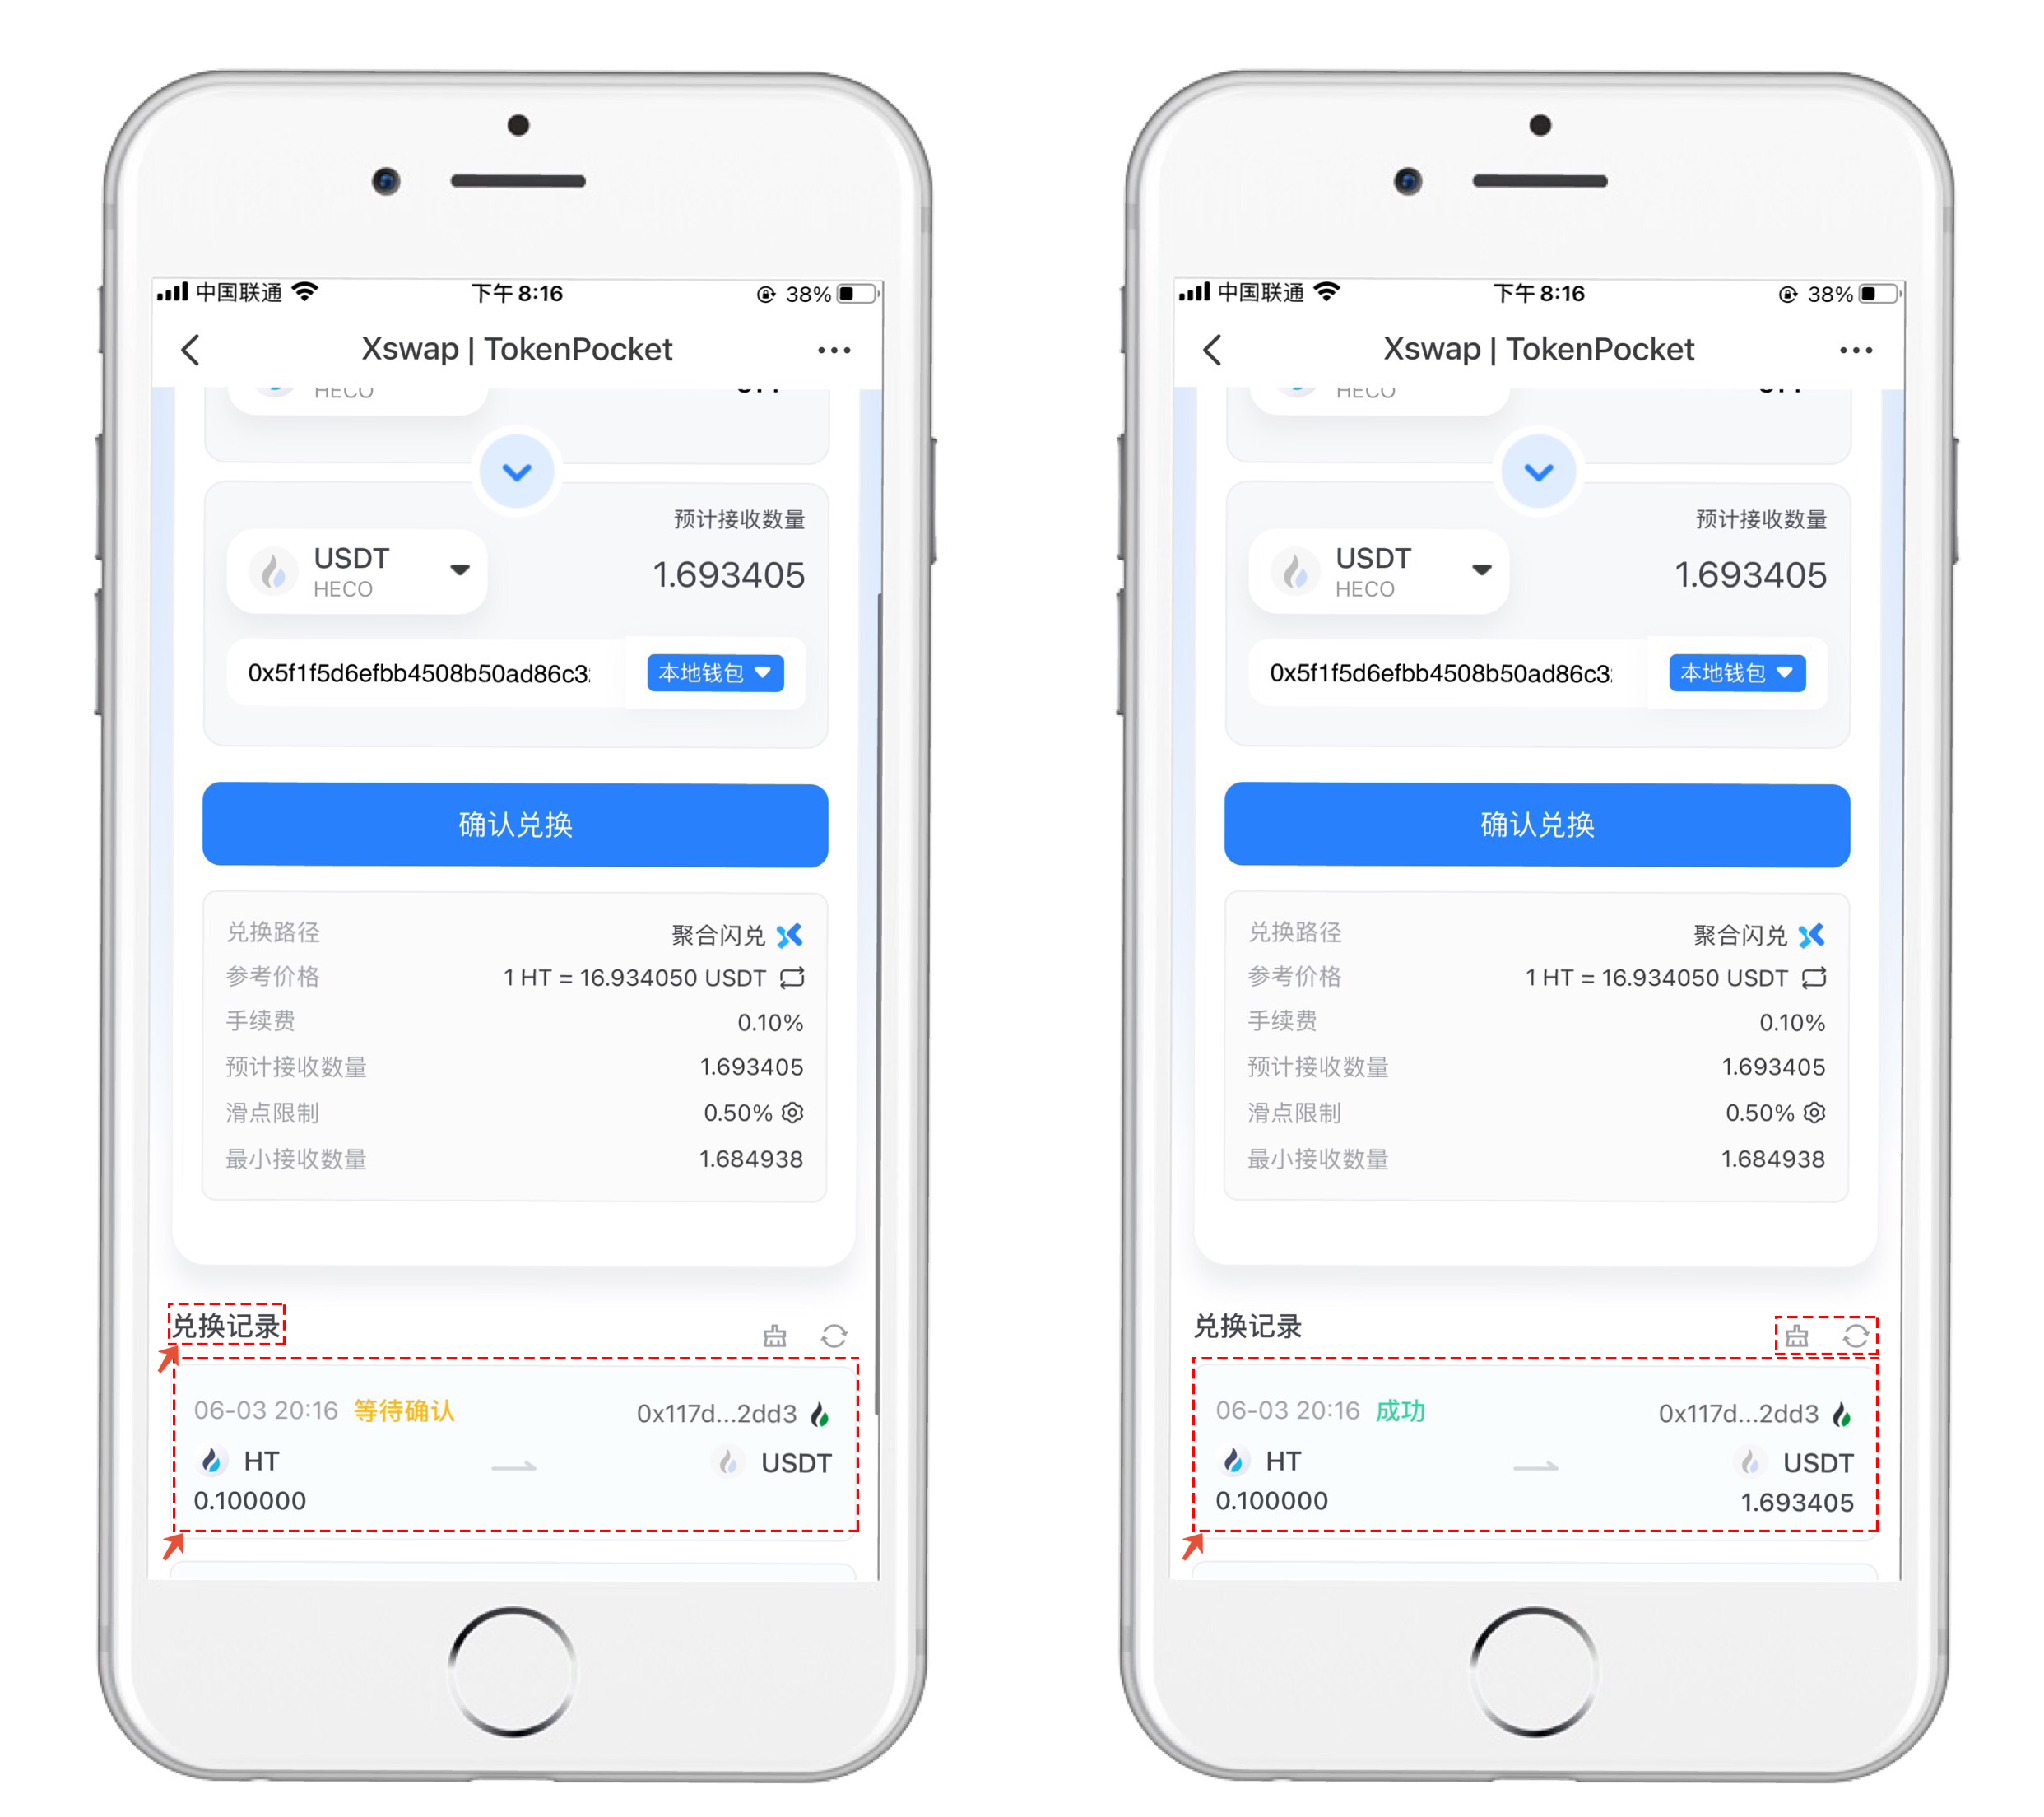 中国联通
下午 8:16
38%
Xswap | TokenPocket
HECO
预计接收数量
USDT
HECO
1.693405
0x5f1f5d6efbb4508b50ad86c3
本地钱包
确认兑换
兑换路径
聚合闪兑
参考价格
1 HT = 16.934050 USDT
手续费
0.10%
预计接收数量
1.693405
滑点限制
0.50%
最小接收数量
1.684938
兑换记录
06-03 20:16 等待确认
0x117d...2dd3
HT
USDT
0.100000
中国联通
下午 8:16
38%
Xswap | TokenPocket
HECO
预计接收数量
USDT
HECO
1.693405
0x5f1f5d6efbb4508b50ad86c3
本地钱包
确认兑换
兑换路径
聚合闪兑
参考价格
1 HT = 16.934050 USDT
手续费
0.10%
预计接收数量
1.693405
滑点限制
0.50%
最小接收数量
1.684938
兑换记录
06-03 20:16 成功
0x117d...2dd3
HT
USDT
0.100000
1.693405